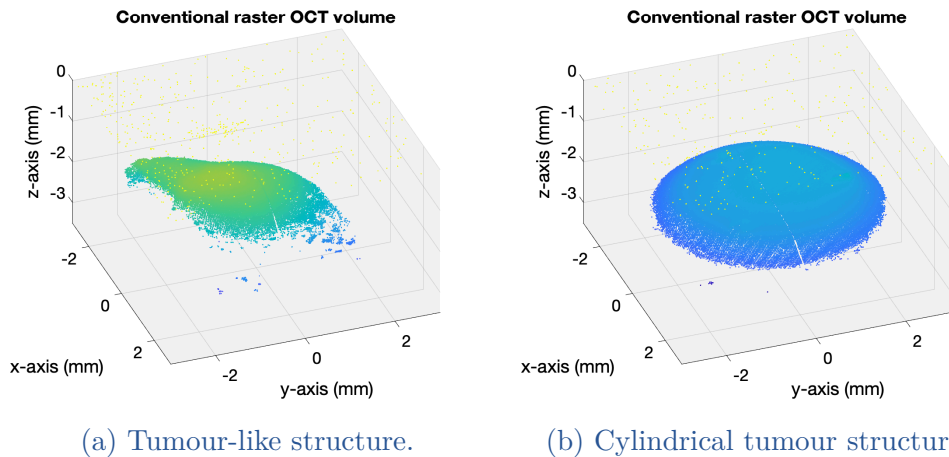 Conventional raster OCT volume
0
-1
-2
-3
z-axis (mm)
-2
0
2
x-axis (mm)
-2
0
2
y-axis (mm)
(a) Tumour-like structure.
Conventional raster OCT volume
0
-1
-2
-3
z-axis (mm)
-2
0
2
x-axis (mm)
-2
0
2
y-axis (mm)
(b) Cylindrical tumour structur